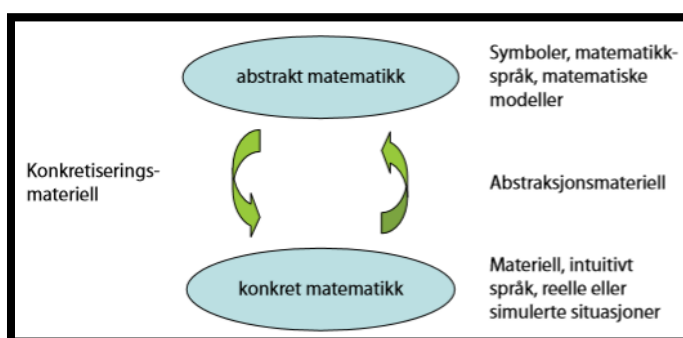 abstrakt matematikk
Symboler, matematikk-
språk, matematiske
modeller
Konkretiserings-
materiell
Abstraksjonsmateriell
konkret matematikk
Materiell, intuitivt
språk, reelle eller
simulerte situasjoner